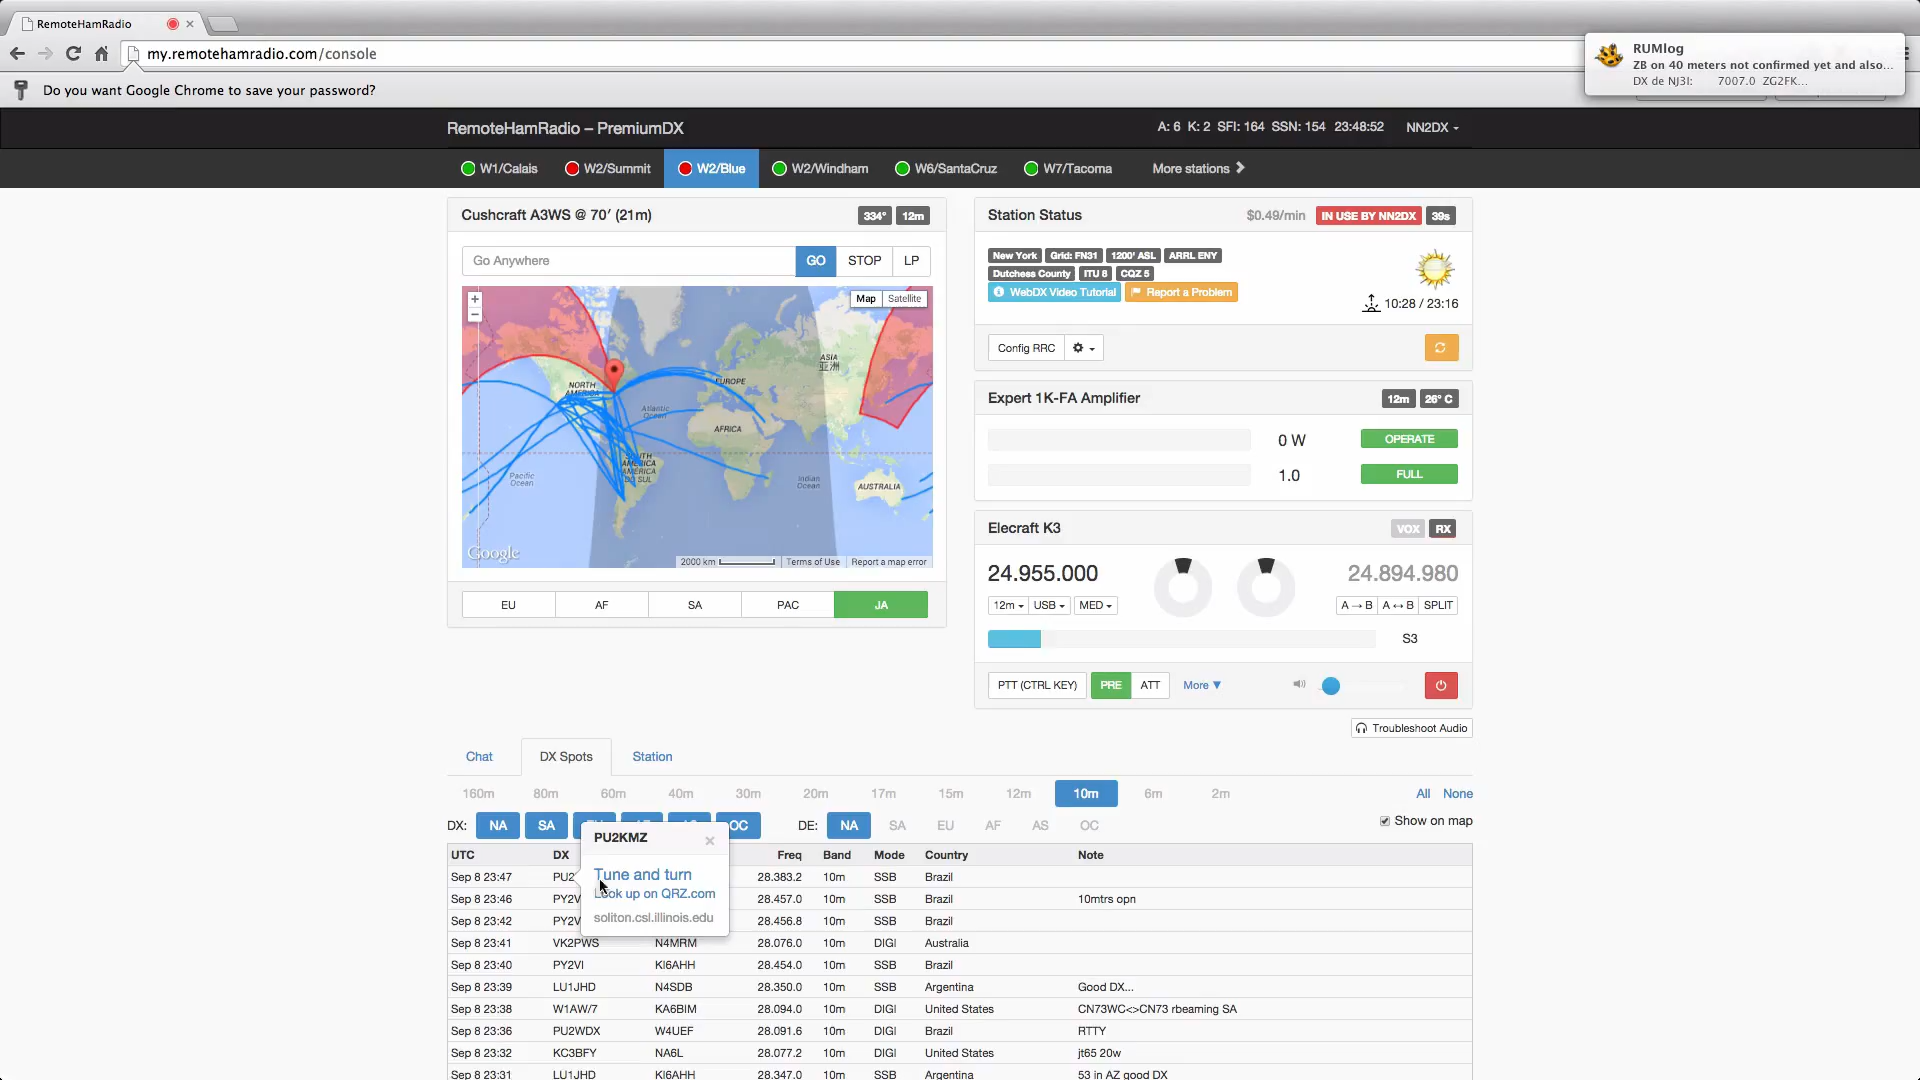 RemoteHamRadio
my.remotehamradio.com/console
RUMlog
ZB on 40 meters not confirmed yet and also...
DX de NJ3I: 7007.0 ZG2FK...
Do you want Google Chrome to save your password?
RemoteHamRadio – PremiumDX
A: 6 K: 2 SFI: 164 SSN: 154 23:48:52 NN2DX
W1/Calais W2/Summit W2/Blue W2/Windham W6/SantaCruz W7/Tacoma More stations
Cushcraft A3WS @ 70′ (21m) 334° 12m
Go Anywhere GO STOP LP
Map Satellite
ASIA
亚洲
EUROPE
NORTH
AMERICA
Atlantic
Ocean
AFRICA
SOUTH
AMERICA
AMÉRICA
DO SUL
Pacific
Ocean
Indian
Ocean
AUSTRALIA
Google 2000 km Terms of Use Report a map error
EU AF SA PAC JA
Station Status $0.49/min IN USE BY NN2DX 39s
New York Grid: FN31 1200' ASL ARRL ENY
Dutchess County ITU 8 CQZ 5
WebDX Video Tutorial Report a Problem
10:28 / 23:16
Config RRC
Expert 1K-FA Amplifier 12m 26° C
0 W OPERATE
1.0 FULL
Elecraft K3 VOX RX
24.955.000 24.894.980
12m USB MED A→B A↔B SPLIT
S3
PTT (CTRL KEY) PRE ATT More ▼
Troubleshoot Audio
Chat DX Spots Station
160m 80m 60m 40m 30m 20m 17m 15m 12m 10m 6m 2m All None
DX: NA SA OC DE: NA SA EU AF AS OC Show on map
PU2KMZ ×
Tune and turn
Look up on QRZ.com
soliton.csl.illinois.edu
UTC DX Freq Band Mode Country Note
Sep 8 23:47 PU2 28.383.2 10m SSB Brazil
Sep 8 23:46 PY2V 28.457.0 10m SSB Brazil 10mtrs opn
Sep 8 23:42 PY2V 28.456.8 10m SSB Brazil
Sep 8 23:41 VK2PWS N4MRM 28.076.0 10m DIGI Australia
Sep 8 23:40 PY2VI KI6AHH 28.454.0 10m SSB Brazil
Sep 8 23:39 LU1JHD N4SDB 28.350.0 10m SSB Argentina Good DX...
Sep 8 23:38 W1AW/7 KA6BIM 28.094.0 10m DIGI United States CN73WC<>CN73 rbeaming SA
Sep 8 23:36 PU2WDX W4UEF 28.091.6 10m DIGI Brazil RTTY
Sep 8 23:32 KC3BFY NA6L 28.077.2 10m DIGI United States jt65 20w
Sep 8 23:31 LU1JHD KI6AHH 28.347.0 10m SSB Argentina 53 in AZ good DX